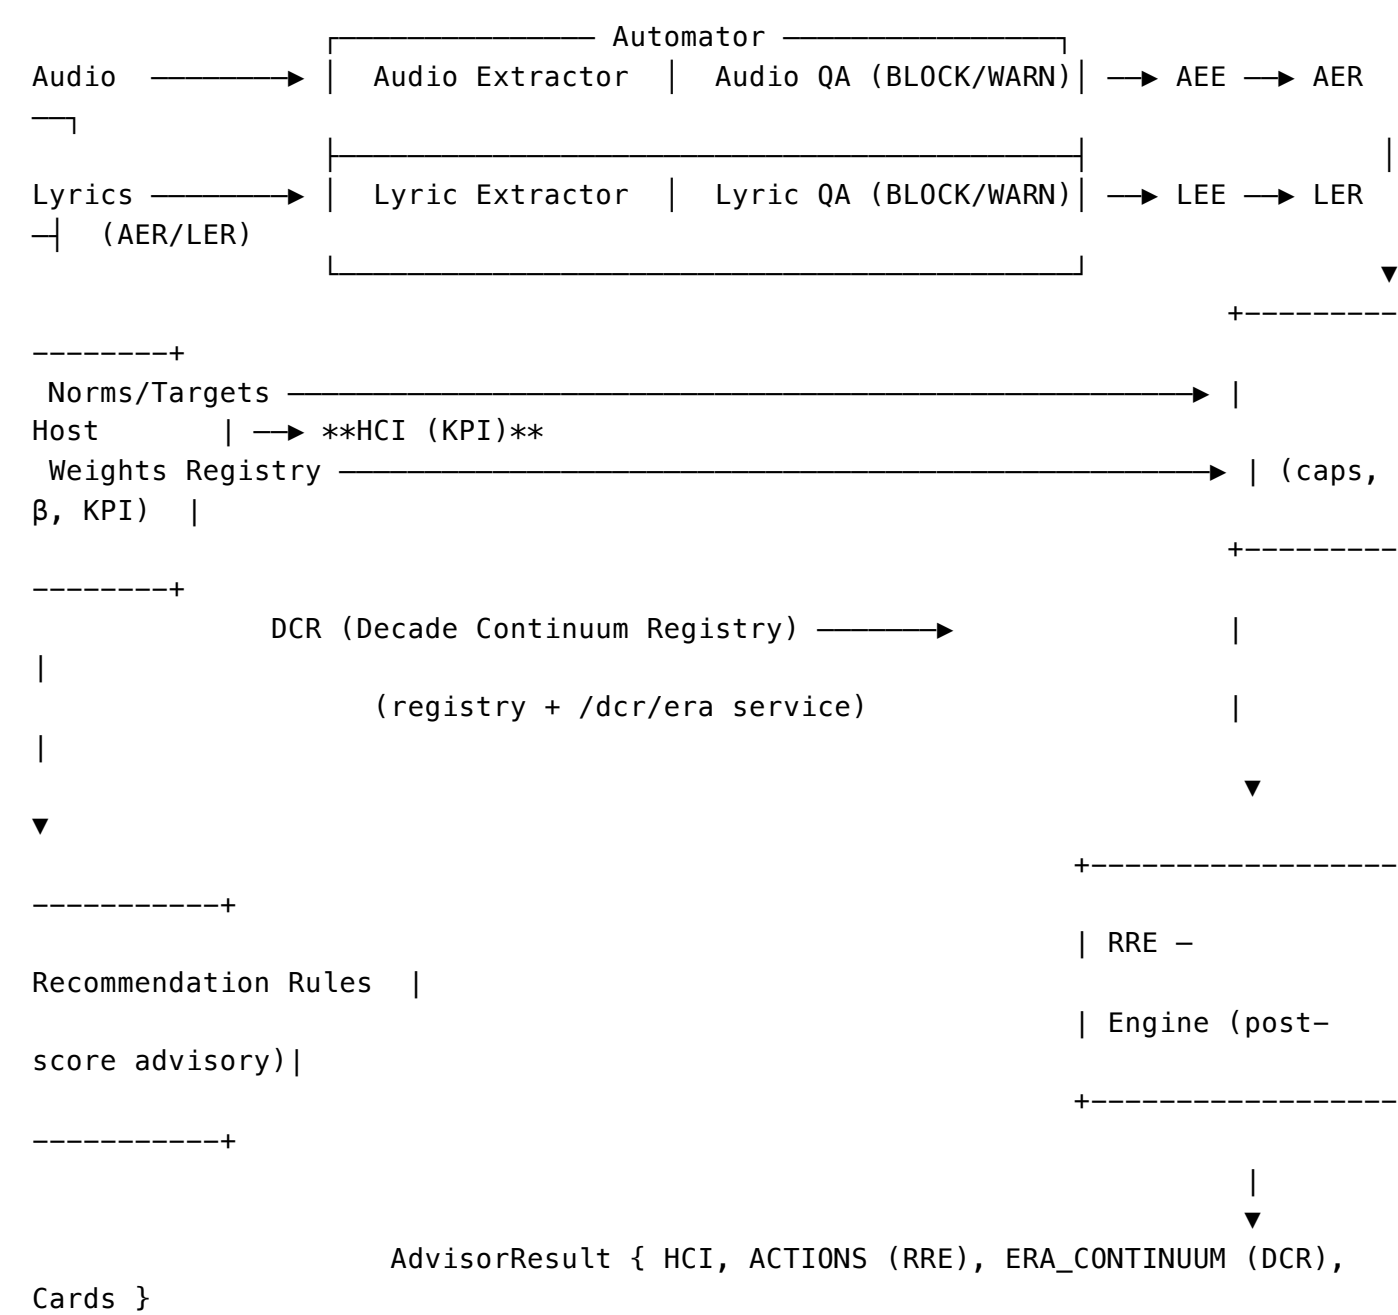 ┌─────────────── Automator ────────────────┐
Audio ────────▶ │ Audio Extractor │ Audio QA (BLOCK/WARN)│ ──▶ AEE ──▶ AER
──┐
├───────────────────────────────────────────┤ │
Lyrics ────────▶ │ Lyric Extractor │ Lyric QA (BLOCK/WARN)│ ──▶ LEE ──▶ LER
─┤ (AER/LER)
└───────────────────────────────────────────┘ ▼
+---------
--------+
Norms/Targets ─────────────────────────────────────────────────────▶ |
Host | ──▶ **HCI (KPI)**
Weights Registry ───────────────────────────────────────────────────▶ | (caps,
β, KPI) |
+---------
--------+
DCR (Decade Continuum Registry) ───────▶ |
|
(registry + /dcr/era service) |
|
▼
▼
+------------------
-----------+
| RRE –
Recommendation Rules |
| Engine (post-
score advisory)|
+------------------
-----------+
|
▼
AdvisorResult { HCI, ACTIONS (RRE), ERA_CONTINUUM (DCR),
Cards }